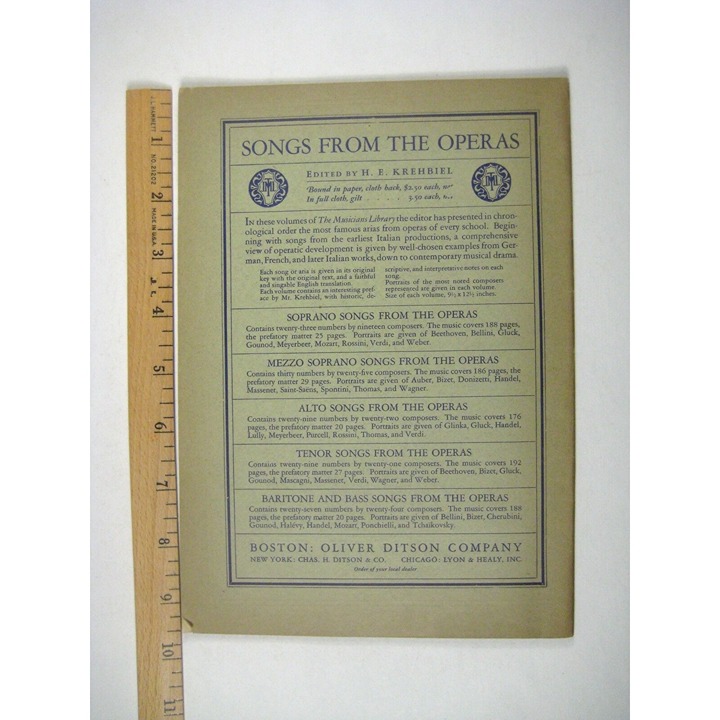 SONGS FROM THE OPERAS
EDITED BY H. E. KREHBIEL
Bound in paper, cloth back, $2.50 each,
In full cloth, gilt . . . . . 3.50 each,
IN these volumes of The Musicians Library the editor has presented in chron-
ological order the most famous arias from operas of every school. Begin-
ning with songs from the earliest Italian productions, a comprehensive
view of operatic development is given by well-chosen examples from Ger-
man, French, and later Italian works, down to contemporary musical drama.
Each song or aria is given in its original
key with the original text, and a faithful
and singable English translation.
Each volume contains an interesting pref-
ace by Mr. Krehbiel, with historic, de-
scriptive, and interpretative notes on each
song.
Portraits of the most noted composers
represented are given in each volume.
Size of each volume, 9½ x 12½ inches.
SOPRANO SONGS FROM THE OPERAS
Contains twenty-three numbers by nineteen composers. The music covers 188 pages,
the prefatory matter 25 pages. Portraits are given of Beethoven, Bellini, Gluck,
Gounod, Meyerbeer, Mozart, Rossini, Verdi, and Weber.
MEZZO SOPRANO SONGS FROM THE OPERAS
Contains thirty numbers by twenty-five composers. The music covers 186 pages, the
prefatory matter 29 pages. Portraits are given of Auber, Bizet, Donizetti, Handel,
Massenet, Saint-Saëns, Spontini, Thomas, and Wagner.
ALTO SONGS FROM THE OPERAS
Contains twenty-nine numbers by twenty-two composers. The music covers 176
pages, the prefatory matter 20 pages. Portraits are given of Glinka, Gluck, Handel,
Lully, Meyerbeer, Purcell, Rossini, Thomas, and Verdi.
TENOR SONGS FROM THE OPERAS
Contains twenty-nine numbers by twenty-one composers. The music covers 192
pages, the prefatory matter 27 pages. Portraits are given of Beethoven, Bizet, Gluck,
Gounod, Mascagni, Massenet, Verdi, Wagner, and Weber.
BARITONE AND BASS SONGS FROM THE OPERAS
Contains twenty-seven numbers by twenty-four composers. The music covers 188
pages, the prefatory matter 20 pages. Portraits are given of Bellini, Bizet, Cherubini,
Gounod, Halévy, Handel, Mozart, Ponchielli, and Tchaïkovsky.
BOSTON: OLIVER DITSON COMPANY
NEW YORK: CHAS. H. DITSON & CO. CHICAGO: LYON & HEALY, INC.
Order of your local dealer
NO. 21202
MADE IN U.S.A.
1
2
3
4
5
6
7
8
9
10
11